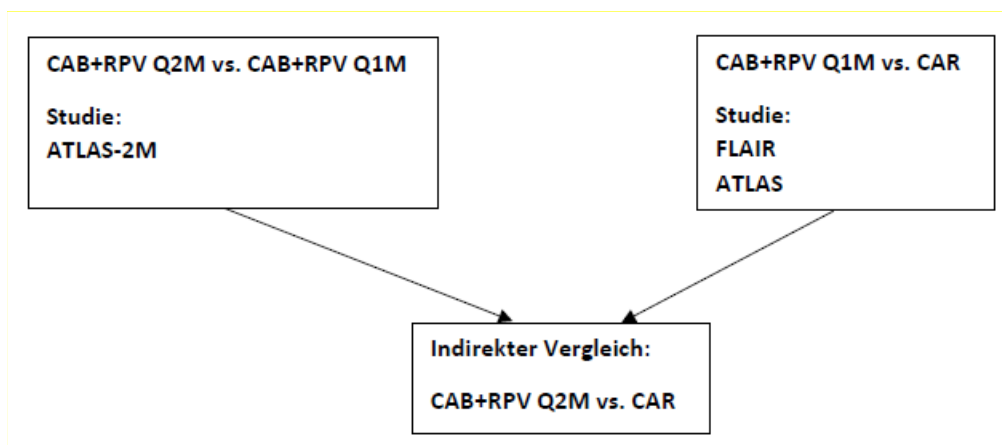 CAB+RPV Q2M vs. CAB+RPV Q1M
Studie:
ATLAS-2M
CAB+RPV Q1M vs. CAR
Studie:
FLAIR
ATLAS
Indirekter Vergleich:
CAB+RPV Q2M vs. CAR